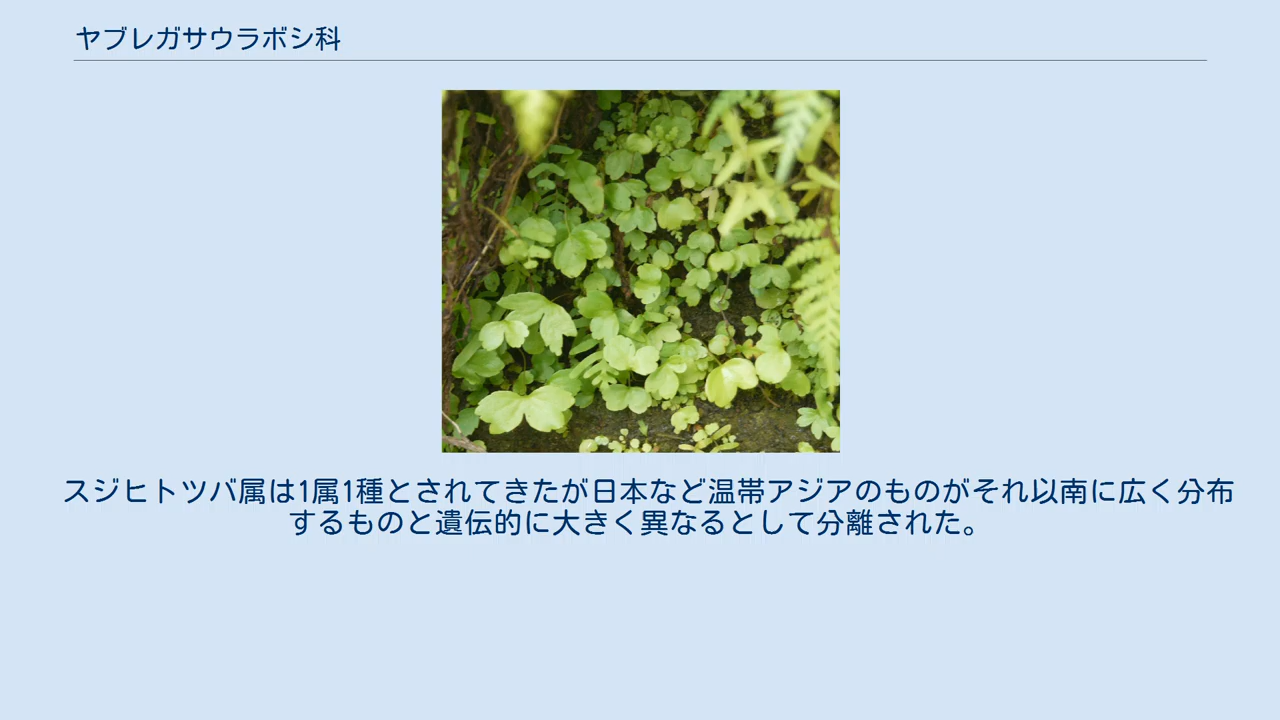 ヤブレガサウラボシ科
スジヒトツバ属は1属1種とされてきたが日本など温帯アジアのものがそれ以南に広く分布
するものと遺伝的に大きく異なるとして分離された。